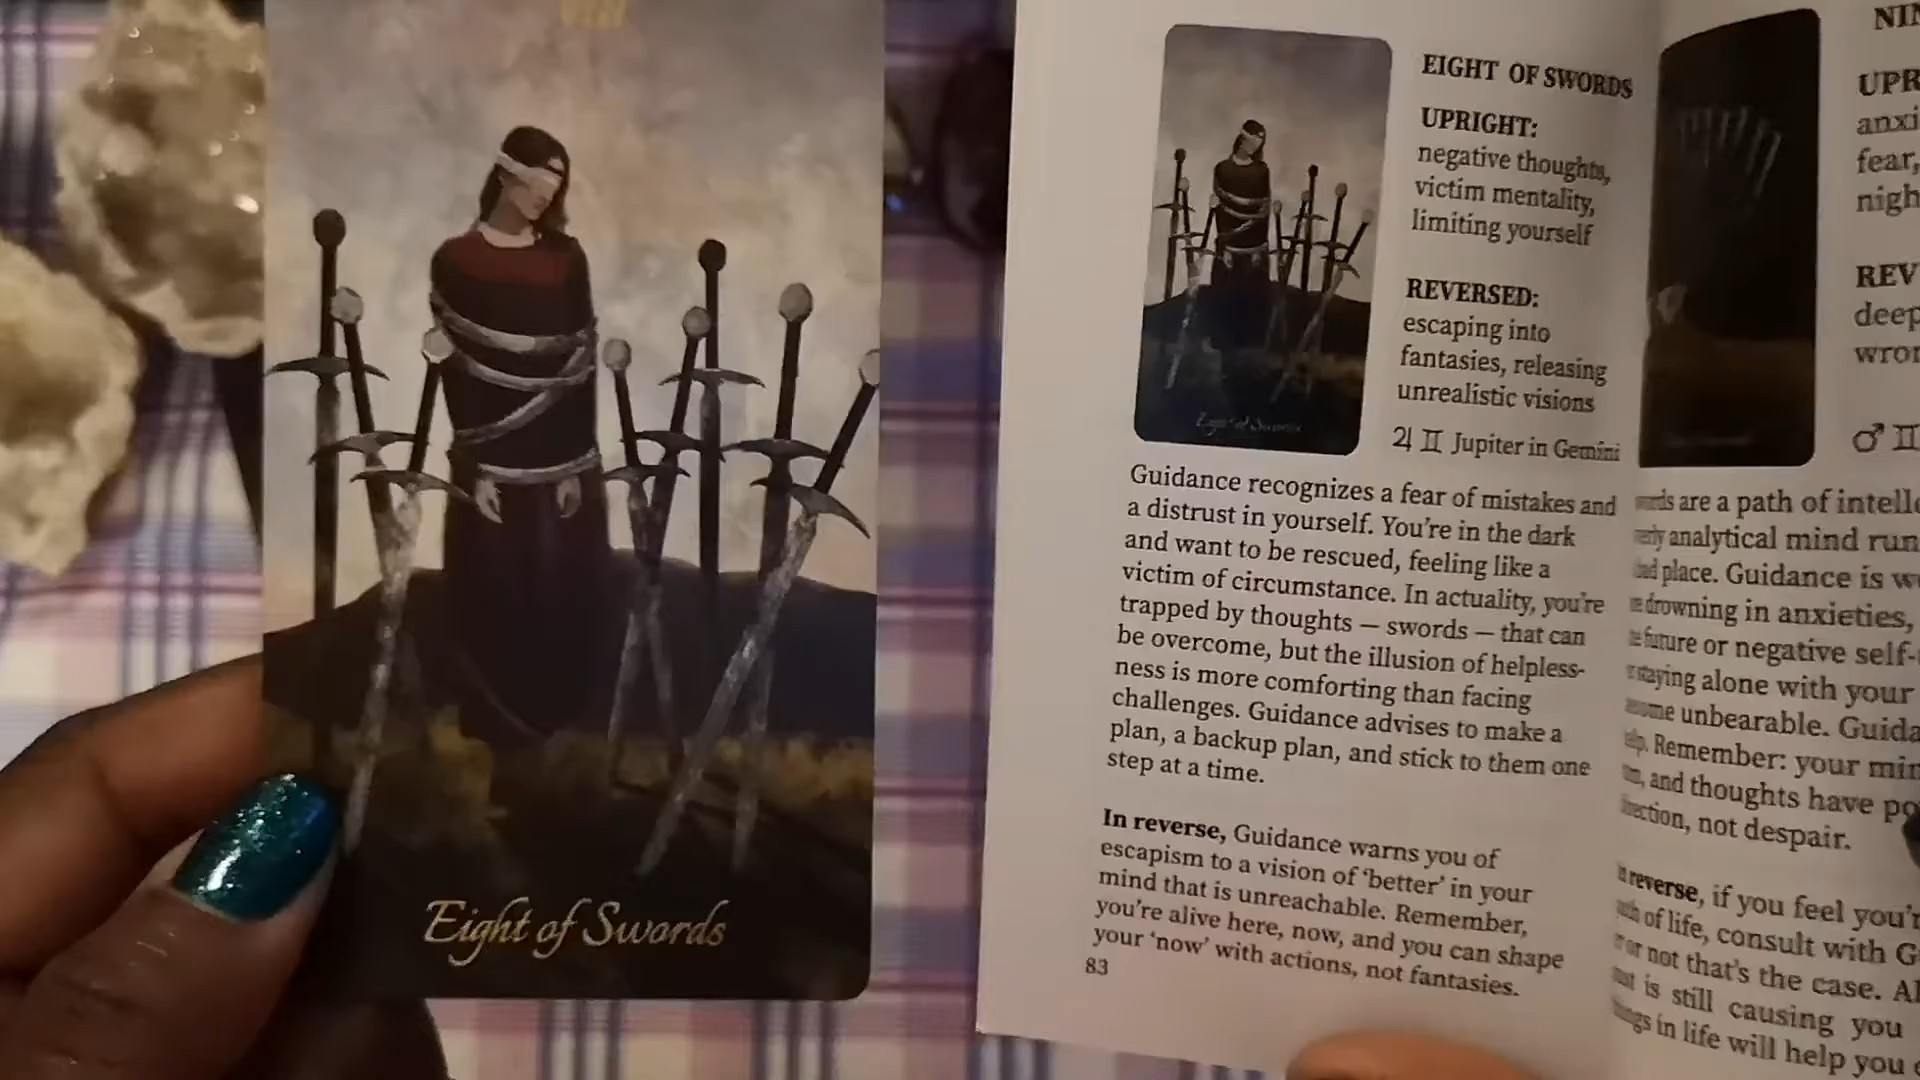 VIII
Eight of Swords
EIGHT OF SWORDS
UPRIGHT:
negative thoughts,
victim mentality,
limiting yourself
REVERSED:
escaping into
fantasies, releasing
unrealistic visions
♃ ♊ Jupiter in Gemini
Eight of Swords
Guidance recognizes a fear of mistakes and
a distrust in yourself. You're in the dark
and want to be rescued, feeling like a
victim of circumstance. In actuality, you're
trapped by thoughts — swords — that can
be overcome, but the illusion of helpless-
ness is more comforting than facing
challenges. Guidance advises to make a
plan, a backup plan, and stick to them one
step at a time.
In reverse, Guidance warns you of
escapism to a vision of 'better' in your
mind that is unreachable. Remember,
you're alive here, now, and you can shape
your 'now' with actions, not fantasies.
83
NIN
UPR
anxi
fear,
nigh
REV
deep
wron
♂ ♊
are a path of intelle
analytical mind run
place. Guidance is we
drowning in anxieties,
future or negative self-
staying alone with your
unbearable. Guida
Remember: your min
and thoughts have po
not despair.
reverse, if you feel you'r
of life, consult with G
or not that's the case. Al
is still causing you
in life will help you